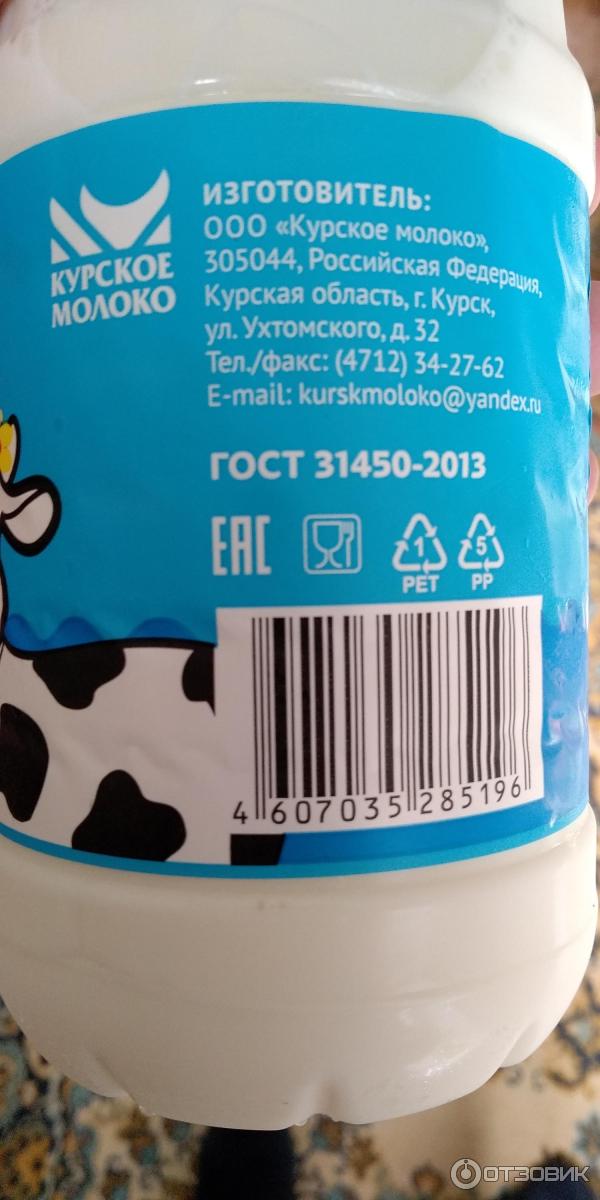 КУРСКОЕ
МОЛОКО
ИЗГОТОВИТЕЛЬ:
ООО «Курское молоко»,
305044, Российская Федерация,
Курская область, г. Курск,
ул. Ухтомского, д. 32
Тел./факс: (4712) 34-27-62
E-mail: kurskmoloko@yandex.ru
ГОСТ 31450-2013
ЕАС
1
PET
5
PP
4 607035 285196
ОТЗОВИК